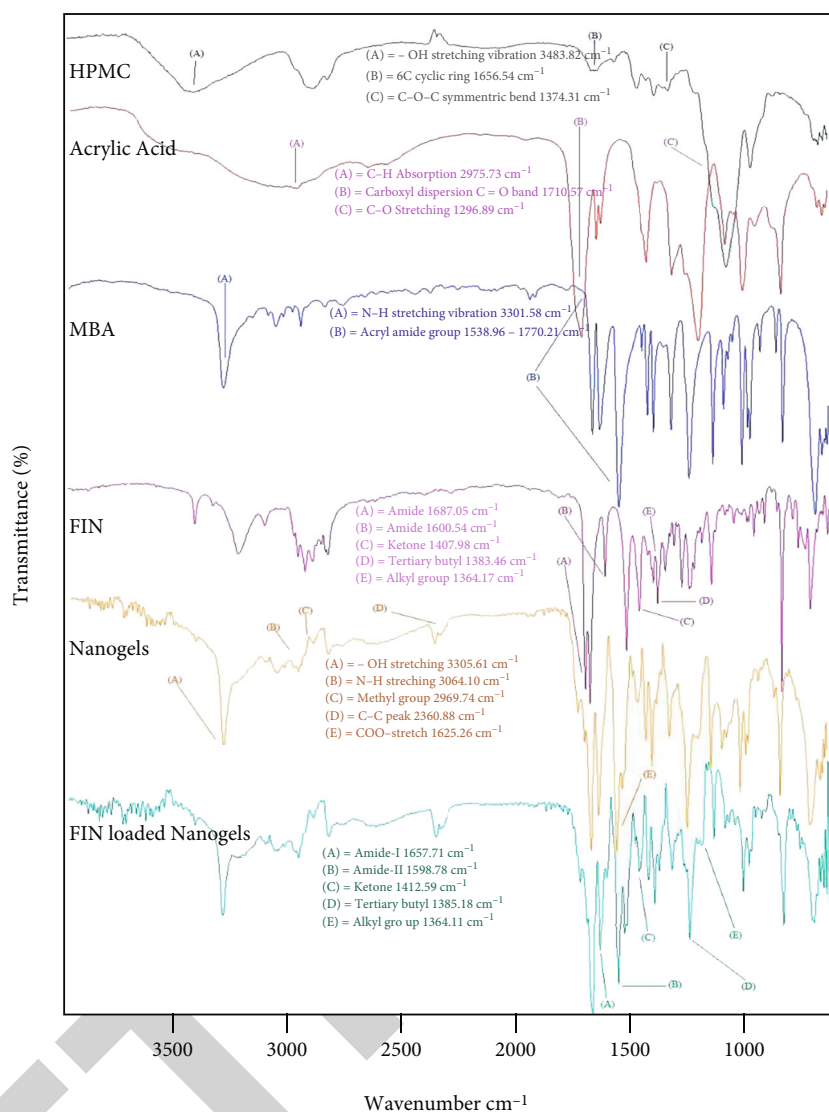 HPMC
(A)
(B)
(C)
(A) = – OH stretching vibration 3483.82 cm⁻¹
(B) = 6C cyclic ring 1656.54 cm⁻¹
(C) = C–O–C symmentric bend 1374.31 cm⁻¹
Acrylic Acid
(A)
(B)
(C)
(A) = C–H Absorption 2975.73 cm⁻¹
(B) = Carboxyl dispersion C = O band 1710.57 cm⁻¹
(C) = C–O Stretching 1296.89 cm⁻¹
MBA
(A)
(A) = N–H stretching vibration 3301.58 cm⁻¹
(B) = Acryl amide group 1538.96 – 1770.21 cm⁻¹
(B)
FIN
(A) = Amide 1687.05 cm⁻¹
(B) = Amide 1600.54 cm⁻¹
(C) = Ketone 1407.98 cm⁻¹
(D) = Tertiary butyl 1383.46 cm⁻¹
(E) = Alkyl group 1364.17 cm⁻¹
(B)
(E)
(A)
(D)
(C)
Nanogels
(A)
(B)
(C)
(D)
(A) = – OH stretching 3305.61 cm⁻¹
(B) = N–H streching 3064.10 cm⁻¹
(C) = Methyl group 2969.74 cm⁻¹
(D) = C–C peak 2360.88 cm⁻¹
(E) = COO–stretch 1625.26 cm⁻¹
(E)
FIN loaded Nanogels
(A) = Amide-I 1657.71 cm⁻¹
(B) = Amide-II 1598.78 cm⁻¹
(C) = Ketone 1412.59 cm⁻¹
(D) = Tertiary butyl 1385.18 cm⁻¹
(E) = Alkyl gro up 1364.11 cm⁻¹
(C)
(E)
(B)
(D)
(A)
Transmittance (%)
3500 3000 2500 2000 1500 1000
Wavenumber cm⁻¹